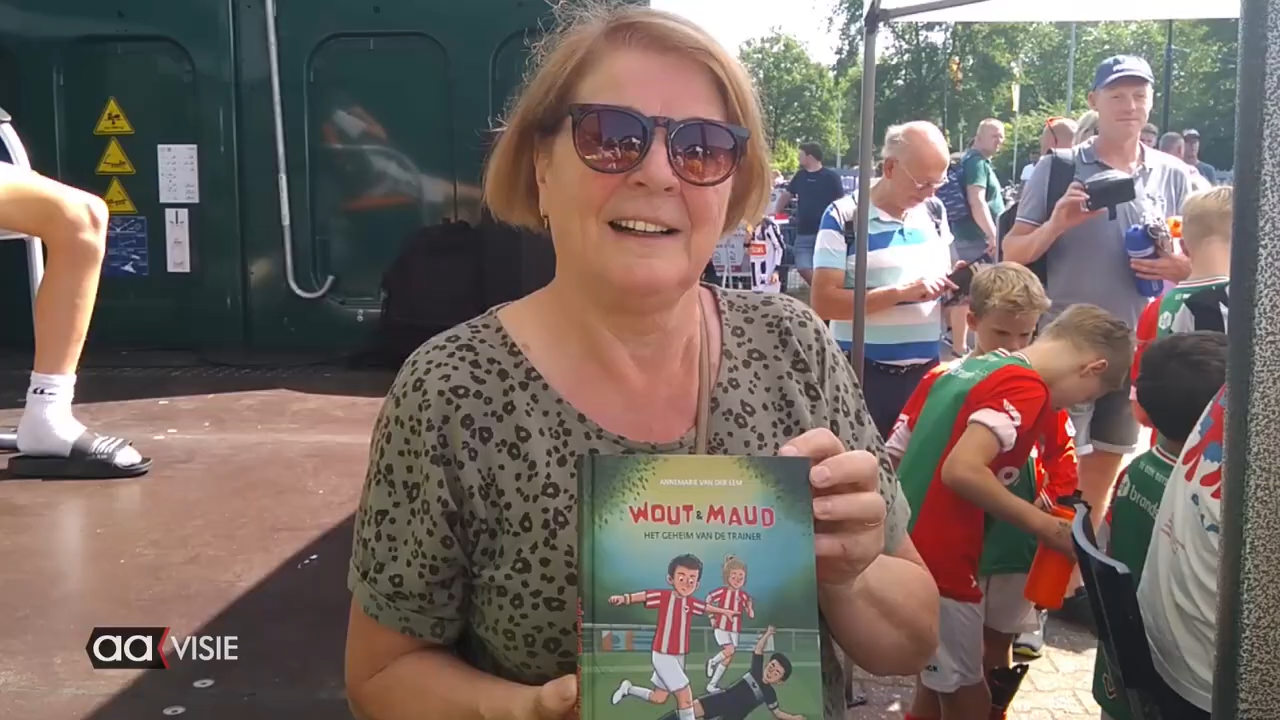 ANNEMARIE VAN DER EEM
WOUT & MAUD
HET GEHEIM VAN DE TRAINER
aa VISIE